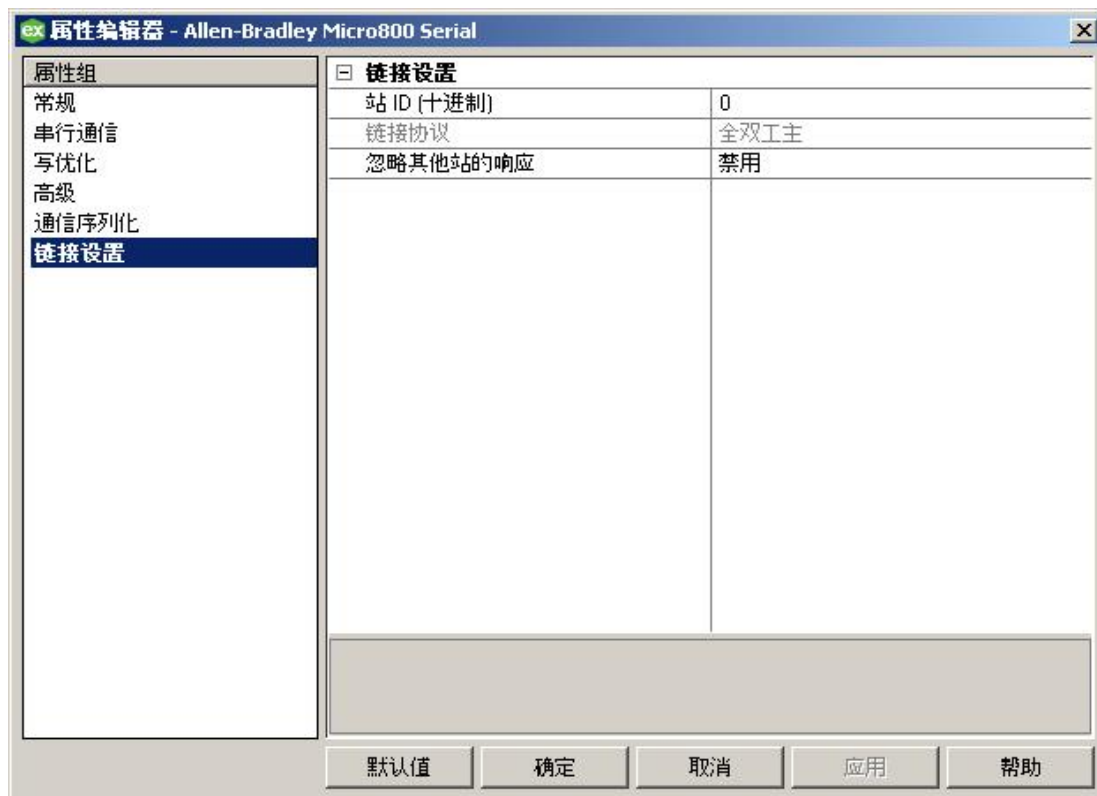 ex 属性编辑器 - Allen-Bradley Micro800 Serial
属性组
常规
串行通信
写优化
高级
通信序列化
链接设置
链接设置
站 ID (十进制) 0
链接协议 全双工主
忽略其他站的响应 禁用
默认值 确定 取消 应用 帮助